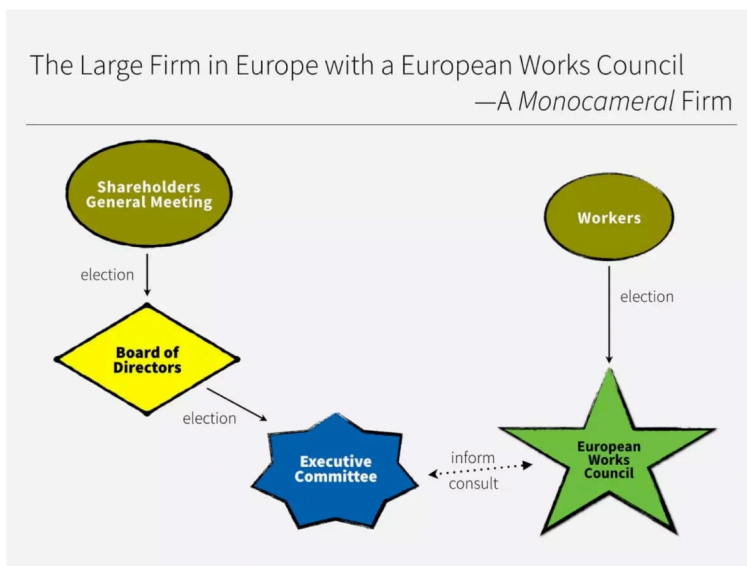 The Large Firm in Europe with a European Works Council
—A Monocameral Firm
Shareholders
General Meeting
Workers
election
election
Board of
Directors
election
Executive
Committee
inform
consult
European
Works
Council